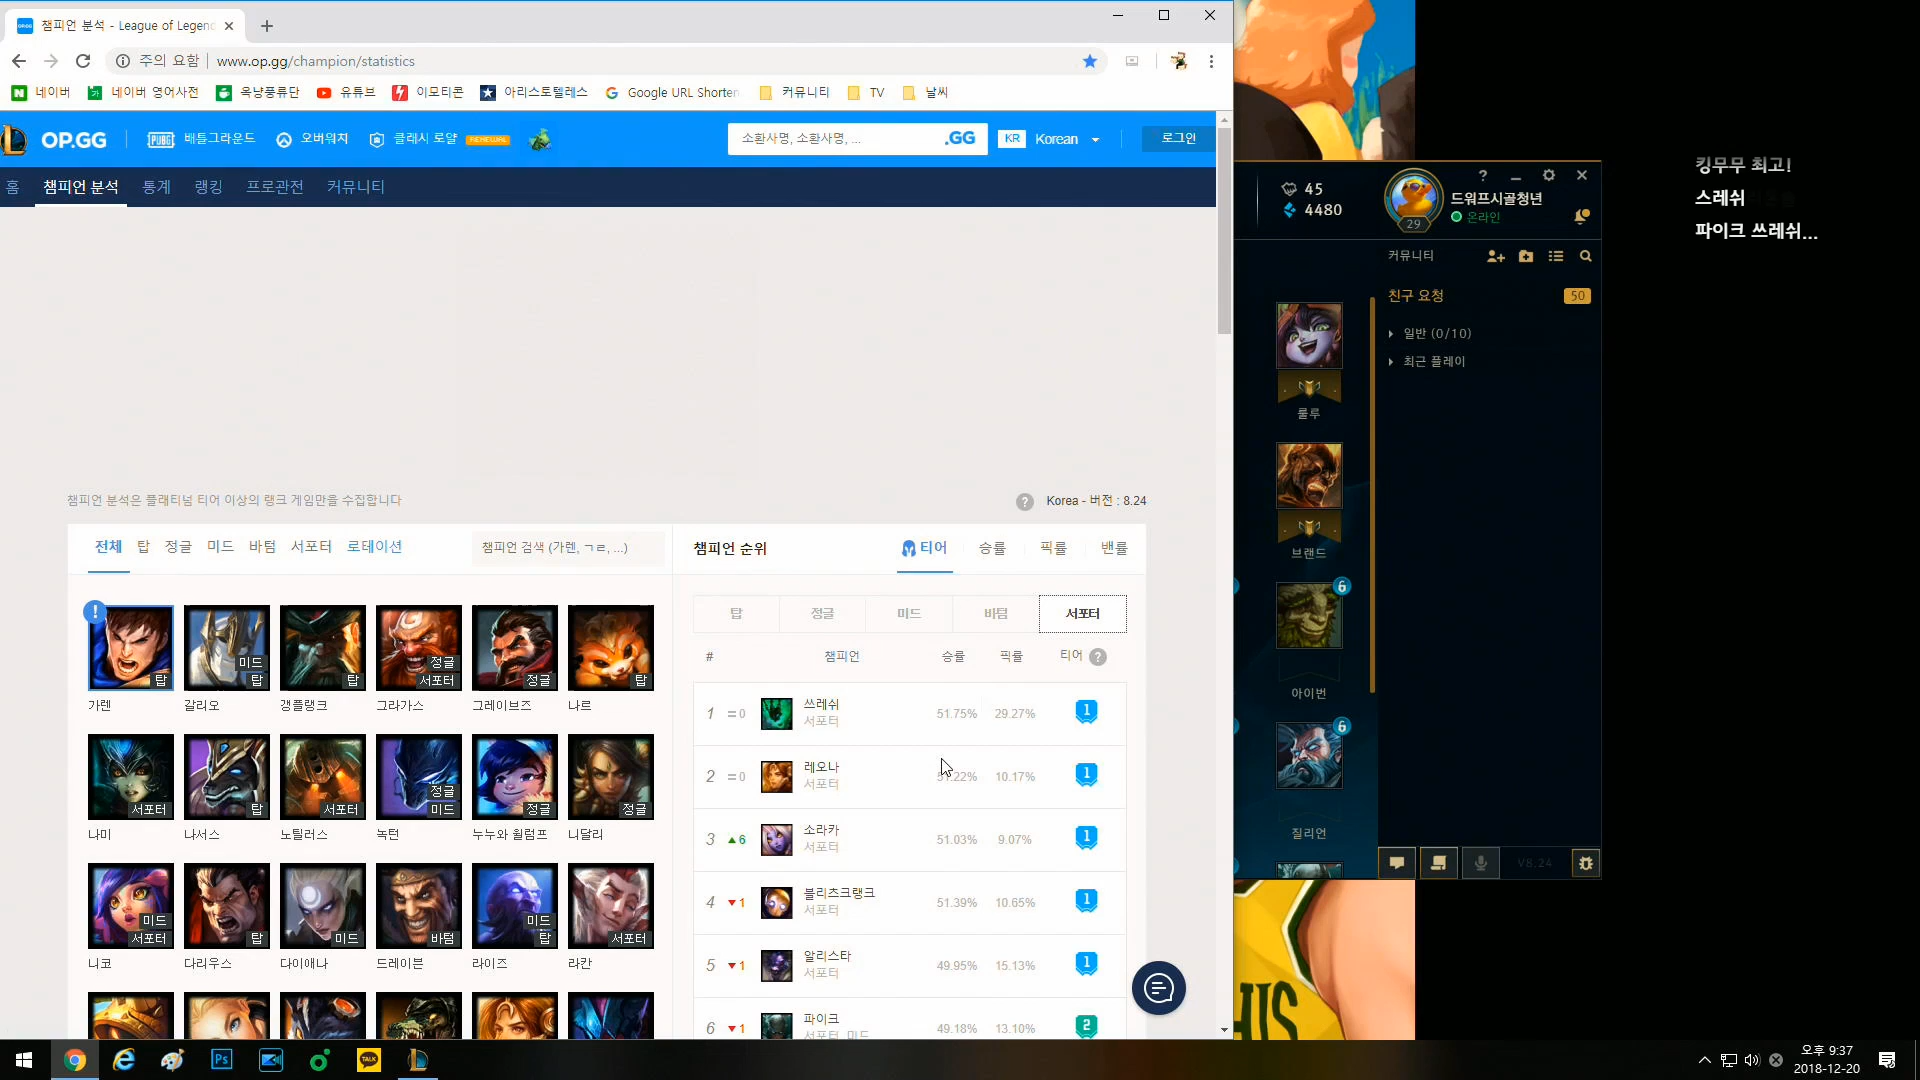 챔피언 분석 - League of Legend
주의 요함
www.op.gg/champion/statistics
네이버
네이버 영어사전
옥냥풍류단
유튜브
이모티콘
아리스토텔레스
Google URL Shorten
커뮤니티
TV
날씨
OP.GG
PUBG
배틀그라운드
오버워치
클래시 로얄
RENEWAL
소환사명, 소환사명, ...
.GG
KR
Korean
로그인
홈
챔피언 분석
통계
랭킹
프로관전
커뮤니티
챔피언 분석은 플래티넘 티어 이상의 랭크 게임만을 수집합니다
Korea - 버전 : 8.24
전체
탑
정글
미드
바텀
서포터
로테이션
챔피언 검색 (가렌, ㄱㄹ, ...)
탑
가렌
미드
탑
갈리오
탑
갱플랭크
정글
서포터
그라가스
정글
그레이브즈
탑
나르
서포터
나미
탑
나서스
서포터
노틸러스
정글
미드
녹턴
정글
누누와 윌럼프
정글
니달리
미드
서포터
니코
탑
다리우스
미드
다이애나
바텀
드레이븐
미드
탑
라이즈
서포터
라칸
챔피언 순위
티어
승률
픽률
밴률
탑
정글
미드
바텀
서포터
#
챔피언
승률
픽률
티어
1
0
쓰레쉬
서포터
51.75%
29.27%
1
2
0
레오나
서포터
51.22%
10.17%
1
3
6
소라카
서포터
51.03%
9.07%
1
4
1
블리츠크랭크
서포터
51.39%
10.65%
1
5
1
알리스타
서포터
49.95%
15.13%
1
6
1
파이크
서포터, 미드
49.18%
13.10%
2
45
4480
29
드워프시골청년
온라인
커뮤니티
친구 요청
50
일반 (0/10)
최근 플레이
룰루
브랜드
6
아이번
6
질리언
V8.24
킹무무 최고!
스레쉬
파이크 쓰레쉬...
HIS
Ps
TALK
오후 9:37
2018-12-20